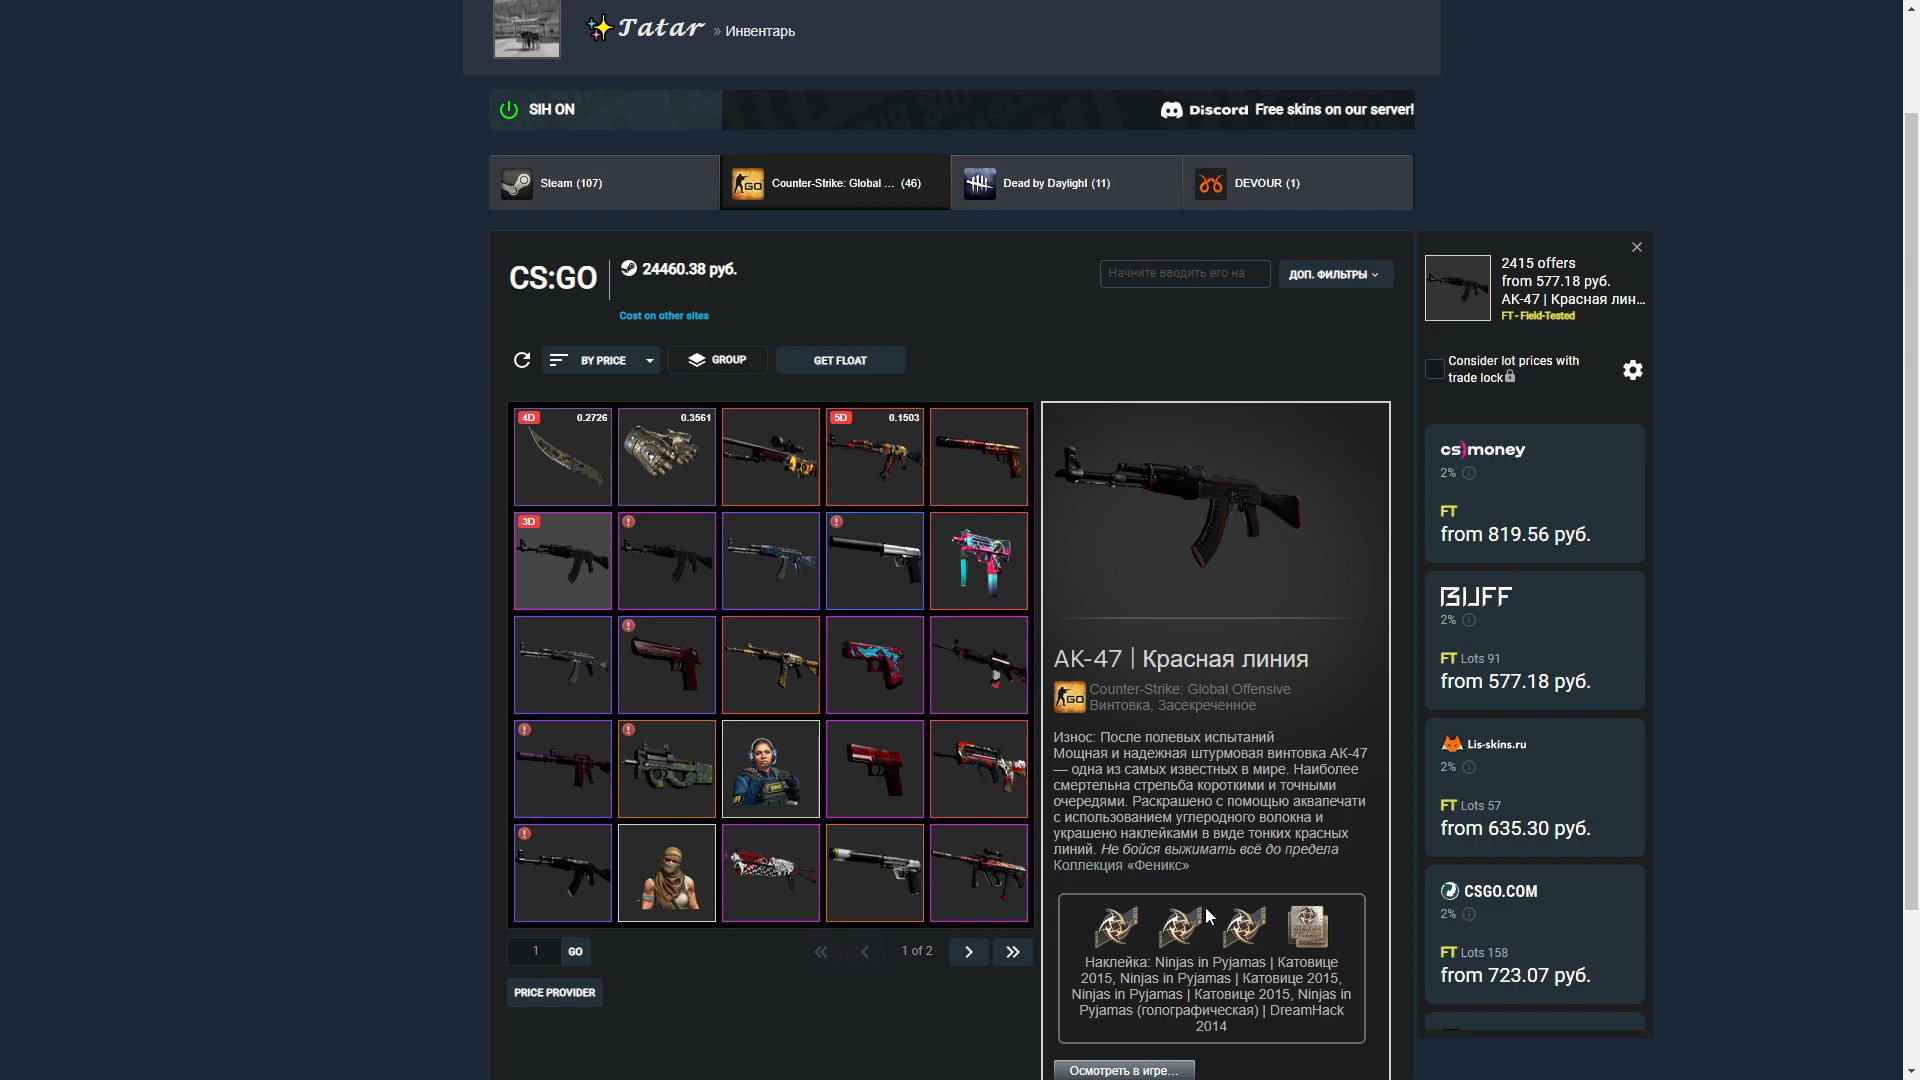 𝓣𝓪𝓽𝓪𝓻 » Инвентарь
SIH ON
Discord Free skins on our server!
Steam (107)
Counter-Strike: Global ... (46)
Dead by Daylight (11)
DEVOUR (1)
CS:GO
24460.38 руб.
Cost on other sites
Начните вводить его на
ДОП. ФИЛЬТРЫ
BY PRICE
GROUP
GET FLOAT
4D 0.2726
0.3561
5D 0.1503
3D
1 GO
1 of 2
PRICE PROVIDER
AK-47 | Красная линия
Counter-Strike: Global Offensive
Винтовка, Засекреченное
Износ: После полевых испытаний
Мощная и надежная штурмовая винтовка АК-47
— одна из самых известных в мире. Наиболее
смертельна стрельба короткими и точными
очередями. Раскрашено с помощью аквапечати
с использованием углеродного волокна и
украшено наклейками в виде тонких красных
линий. Не бойся выжимать всё до предела
Коллекция «Феникс»
Наклейка: Ninjas in Pyjamas | Катовице
2015, Ninjas in Pyjamas | Катовице 2015,
Ninjas in Pyjamas | Катовице 2015, Ninjas in
Pyjamas (голографическая) | DreamHack
2014
Осмотреть в игре...
2415 offers
from 577.18 руб.
AK-47 | Красная лин...
FT - Field-Tested
Consider lot prices with
trade lock
cs)money
2%
FT
from 819.56 руб.
BUFF
2%
FT Lots 91
from 577.18 руб.
Lis-skins.ru
2%
FT Lots 57
from 635.30 руб.
CSGO.COM
2%
FT Lots 158
from 723.07 руб.